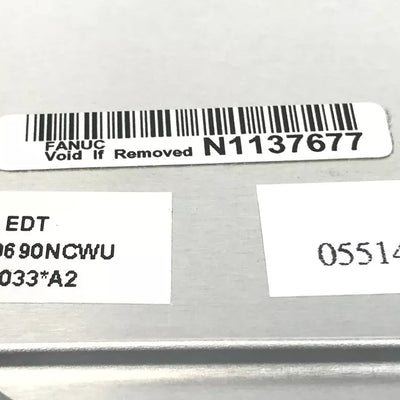 FANUC
Void If Removed N1137677
EDT
0690NCWU
033*A2
05514